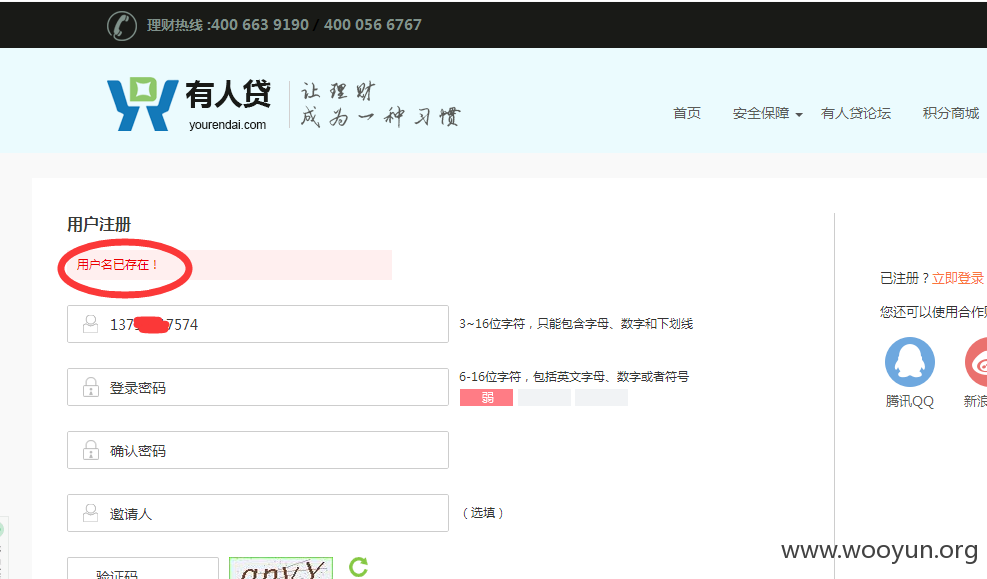 理财热线 :400 663 9190 / 400 056 6767
有人贷
yourendai.com
让理财
成为一种习惯
首页 安全保障 有人贷论坛 积分商城
用户注册
用户名已存在！
137 7574
3~16位字符，只能包含字母、数字和下划线
登录密码
6-16位字符，包括英文字母、数字或者符号
弱
确认密码
邀请人
（选填）
验证码
已注册？立即登录
您还可以使用合作
腾讯QQ
新浪
www.wooyun.org